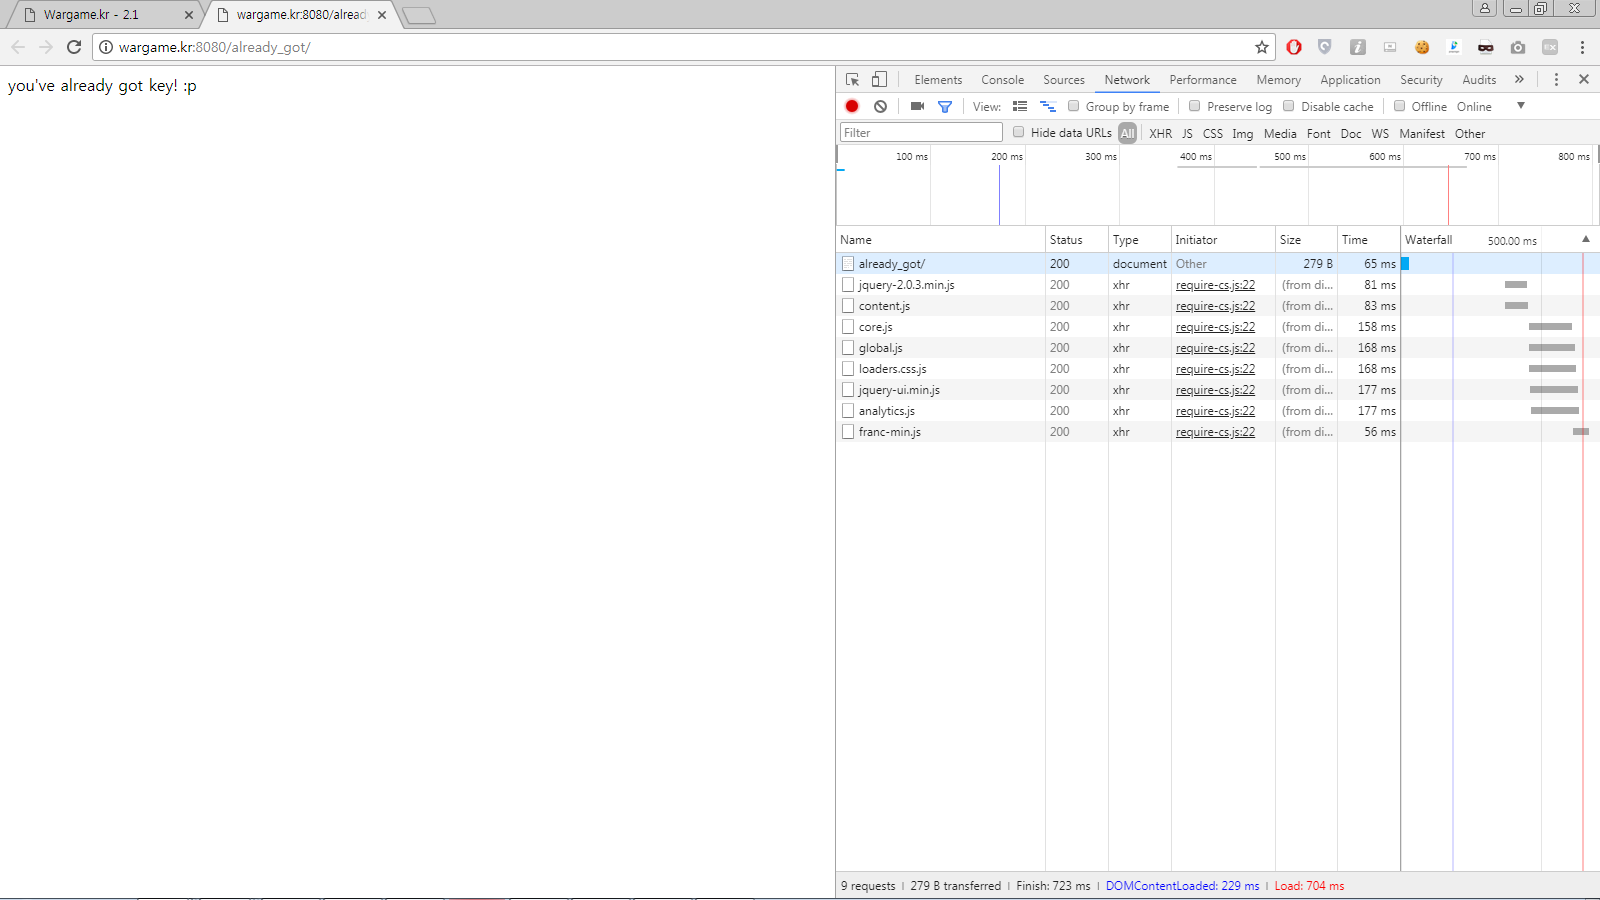 Wargame.kr - 2.1
wargame.kr:8080/already
wargame.kr:8080/already_got/
you've already got key! :p
Elements Console Sources Network Performance Memory Application Security Audits »
View: Group by frame Preserve log Disable cache Offline Online
Filter Hide data URLs All XHR JS CSS Img Media Font Doc WS Manifest Other
100 ms 200 ms 300 ms 400 ms 500 ms 600 ms 700 ms 800 ms
Name Status Type Initiator Size Time Waterfall 500.00 ms
already_got/ 200 document Other 279 B 65 ms
jquery-2.0.3.min.js 200 xhr require-cs.js:22 (from di... 81 ms
content.js 200 xhr require-cs.js:22 (from di... 83 ms
core.js 200 xhr require-cs.js:22 (from di... 158 ms
global.js 200 xhr require-cs.js:22 (from di... 168 ms
loaders.css.js 200 xhr require-cs.js:22 (from di... 168 ms
jquery-ui.min.js 200 xhr require-cs.js:22 (from di... 177 ms
analytics.js 200 xhr require-cs.js:22 (from di... 177 ms
franc-min.js 200 xhr require-cs.js:22 (from di... 56 ms
9 requests | 279 B transferred | Finish: 723 ms | DOMContentLoaded: 229 ms | Load: 704 ms